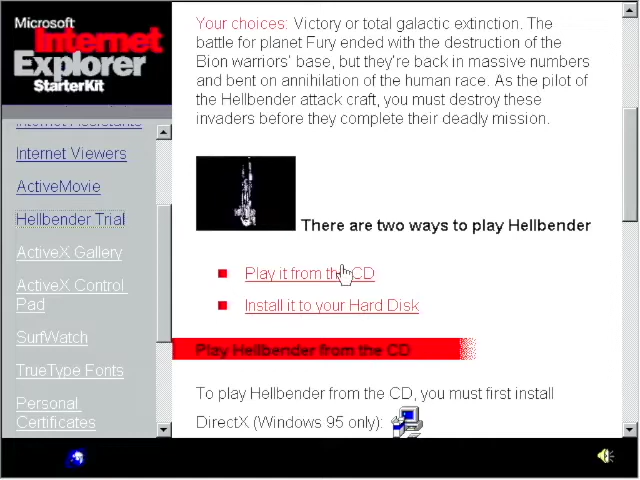 Microsoft
Internet
Explorer
StarterKit
Internet Assistants
Internet Viewers
ActiveMovie
Hellbender Trial
ActiveX Gallery
ActiveX Control
Pad
SurfWatch
TrueType Fonts
Personal
Certificates
Your choices: Victory or total galactic extinction. The
battle for planet Fury ended with the destruction of the
Bion warriors' base, but they're back in massive numbers
and bent on annihilation of the human race. As the pilot of
the Hellbender attack craft, you must destroy these
invaders before they complete their deadly mission.
There are two ways to play Hellbender
Play it from the CD
Install it to your Hard Disk
Play Hellbender from the CD
To play Hellbender from the CD, you must first install
DirectX (Windows 95 only):